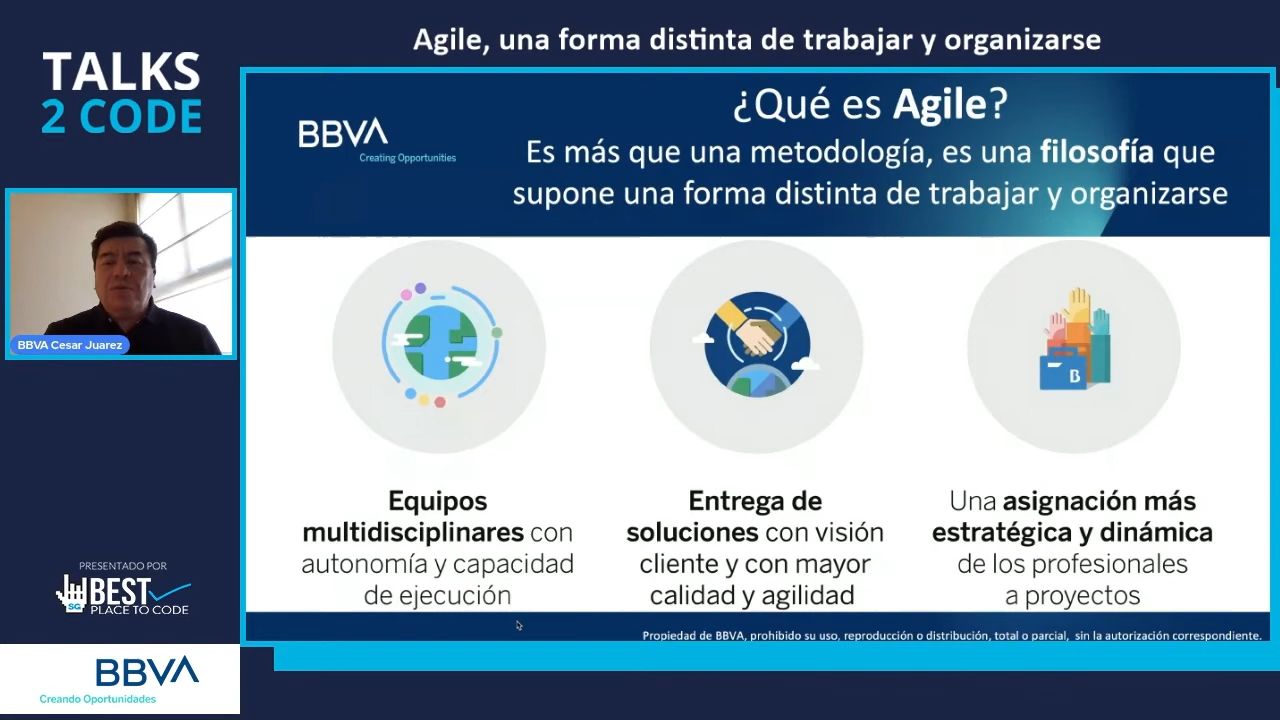 Agile, una forma distinta de trabajar y organizarse
TALKS
2 CODE
BBVA
Creating Opportunities
¿Qué es Agile?
Es más que una metodología, es una filosofía que
supone una forma distinta de trabajar y organizarse
BBVA Cesar Juarez
B
Equipos
multidisciplinares con
autonomía y capacidad
de ejecución
Entrega de
soluciones con visión
cliente y con mayor
calidad y agilidad
Una asignación más
estratégica y dinámica
de los profesionales
a proyectos
PRESENTADO POR
SG
BEST
PLACE TO CODE
Propiedad de BBVA, prohibido su uso, reproducción o distribución, total o parcial, sin la autorización correspondiente.
BBVA
Creando Oportunidades